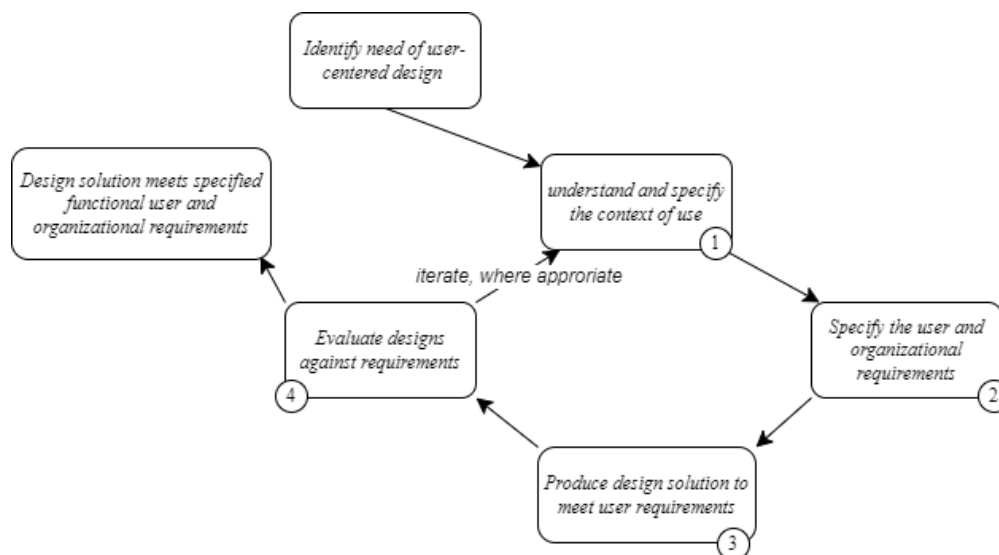 Identify need of user-
centered design
Design solution meets specified
functional user and
organizational requirements
understand and specify
the context of use
1
iterate, where approriate
Evaluate designs
against requirements
4
Specify the user and
organizational
requirements
2
Produce design solution to
meet user requirements
3